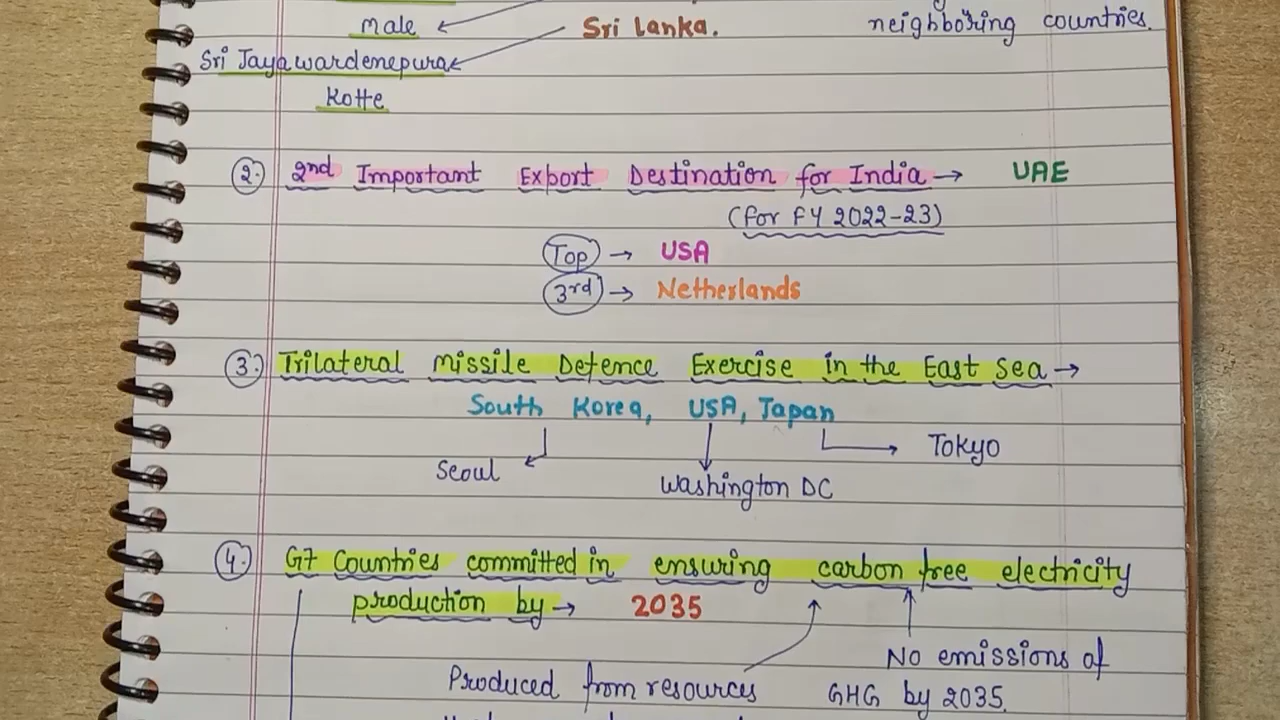 Male ← Sri Lanka. neighboring countries.
Sri Jayawardenepura
Kotte
2. 2nd Important Export Destination for India → UAE
(for FY 2022-23)
Top → USA
3rd → Netherlands
3. Trilateral Missile Defence Exercise in the East Sea →
South Korea, USA, Japan
Seoul Washington DC Tokyo
4. G7 Countries committed in ensuring carbon free electricity
production by → 2035
Produced from resources No emissions of
GHG by 2035.